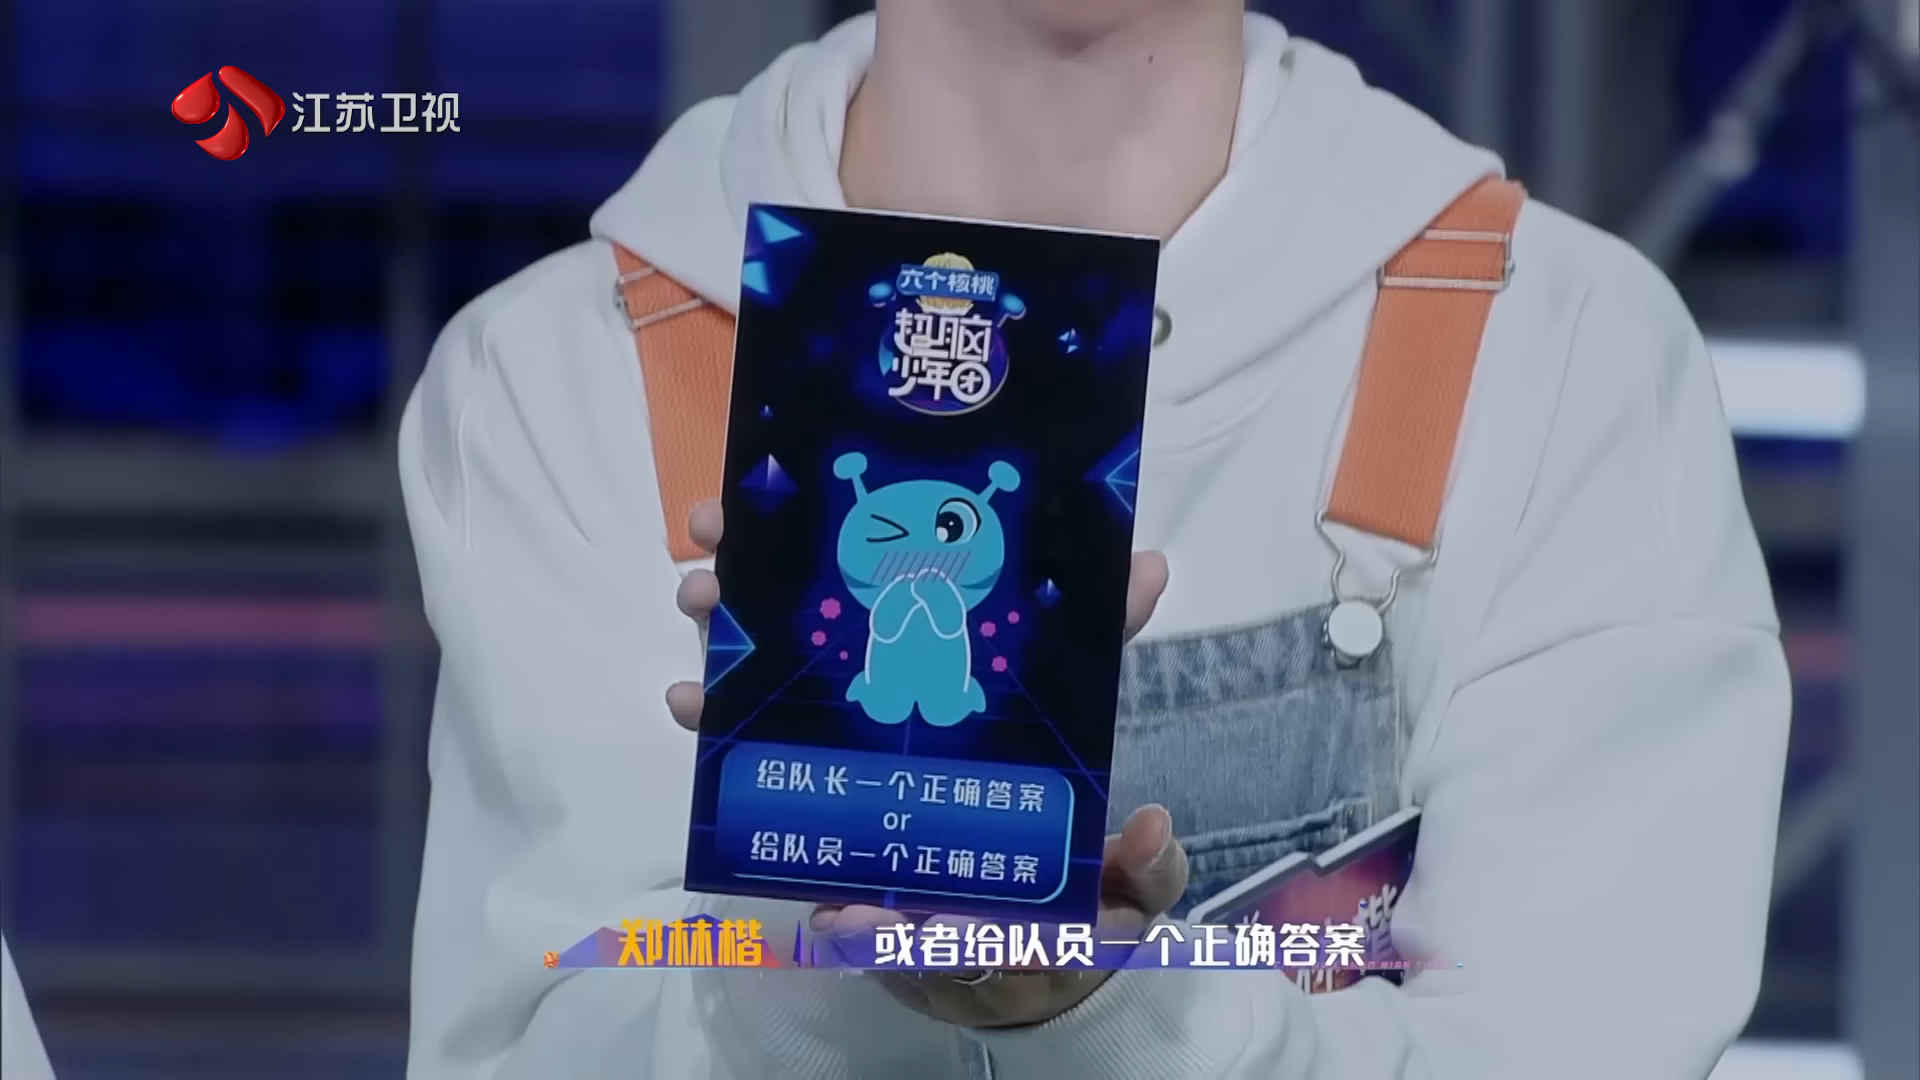 江苏卫视
六个核桃
超脑
少年团
给队长一个正确答案
or
给队员一个正确答案
郑林楷 或者给队员一个正确答案